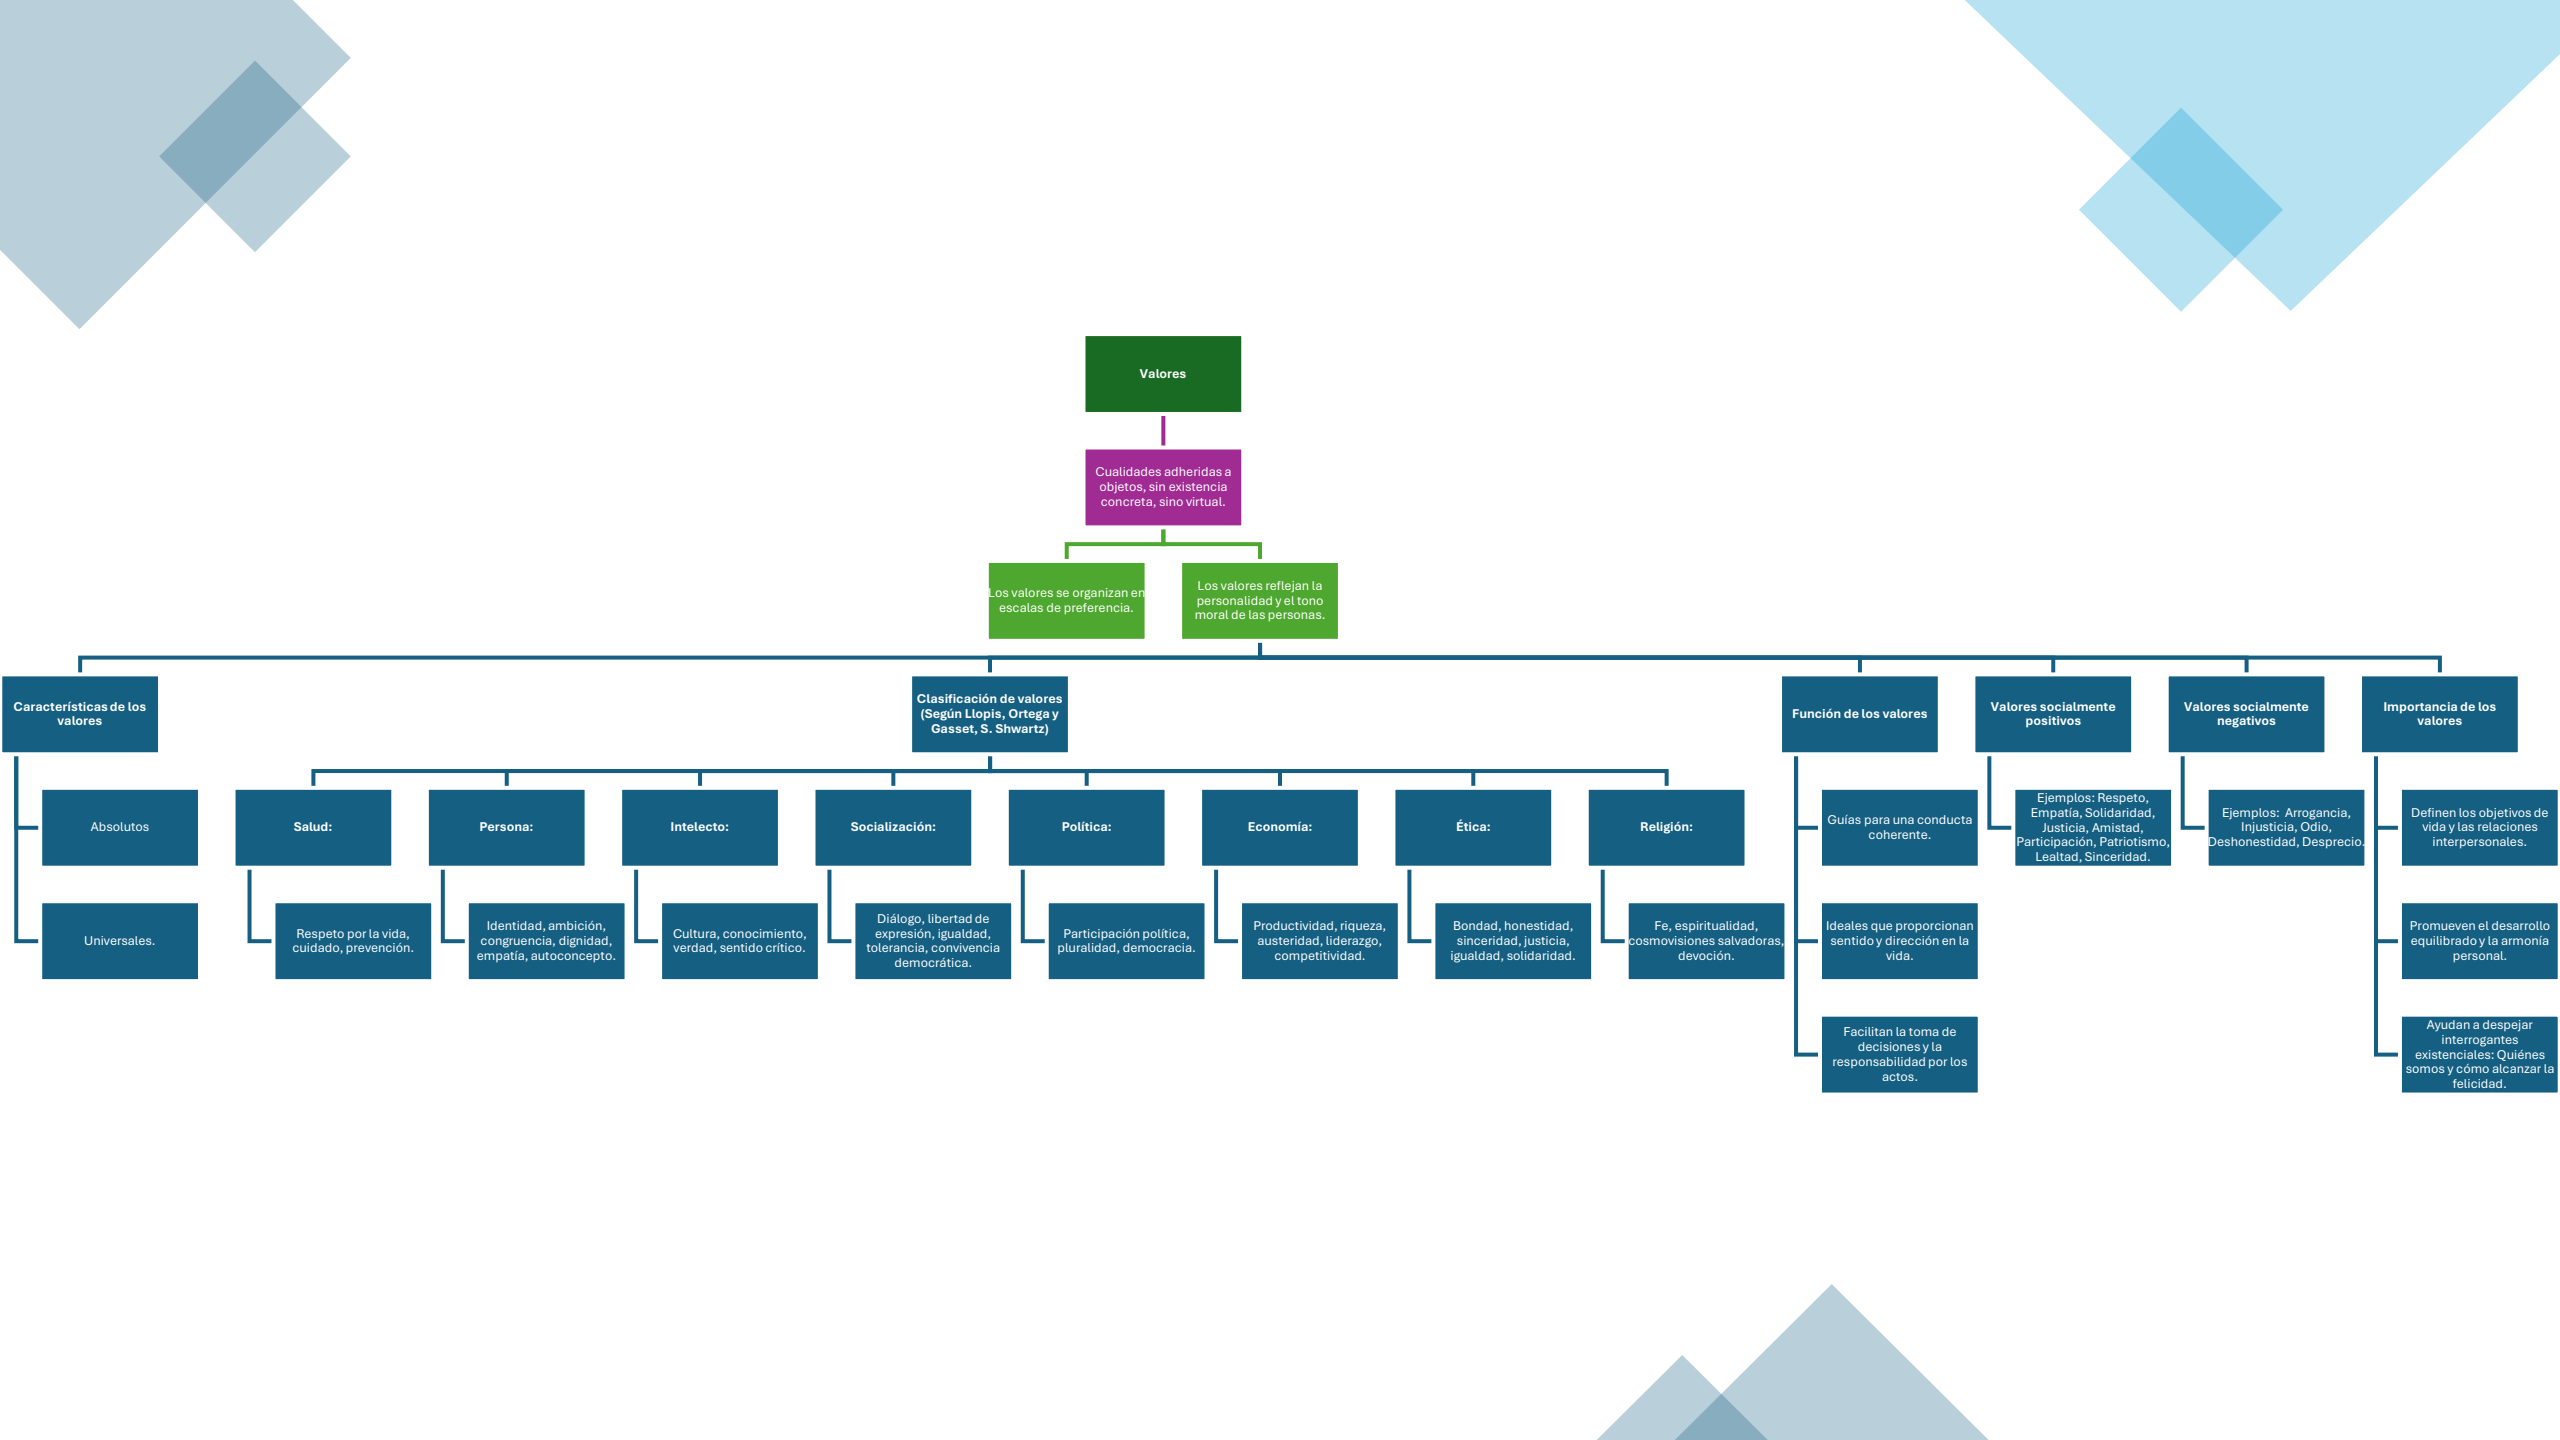 Valores
Cualidades adheridas a
objetos, sin existencia
concreta, sino virtual.
Los valores se organizan en
escalas de preferencia.
Los valores reflejan la
personalidad y el tono
moral de las personas.
Características de los
valores
Absolutos
Universales.
Clasificación de valores
(Según Llopis, Ortega y
Gasset, S. Shwartz)
Salud:
Respeto por la vida,
cuidado, prevención.
Persona:
Identidad, ambición,
congruencia, dignidad,
empatía, autoconcepto.
Intelecto:
Cultura, conocimiento,
verdad, sentido crítico.
Socialización:
Diálogo, libertad de
expresión, igualdad,
tolerancia, convivencia
democrática.
Política:
Participación política,
pluralidad, democracia.
Economía:
Productividad, riqueza,
austeridad, liderazgo,
competitividad.
Ética:
Bondad, honestidad,
sinceridad, justicia,
igualdad, solidaridad.
Religión:
Fe, espiritualidad,
cosmovisiones salvadoras,
devoción.
Función de los valores
Guías para una conducta
coherente.
Ideales que proporcionan
sentido y dirección en la
vida.
Facilitan la toma de
decisiones y la
responsabilidad por los
actos.
Valores socialmente
positivos
Ejemplos: Respeto,
Empatía, Solidaridad,
Justicia, Amistad,
Participación, Patriotismo,
Lealtad, Sinceridad.
Valores socialmente
negativos
Ejemplos:  Arrogancia,
Injusticia, Odio,
Deshonestidad, Desprecio.
Importancia de los
valores
Definen los objetivos de
vida y las relaciones
interpersonales.
Promueven el desarrollo
equilibrado y la armonía
personal.
Ayudan a despejar
interrogantes
existenciales: Quiénes
somos y cómo alcanzar la
felicidad.